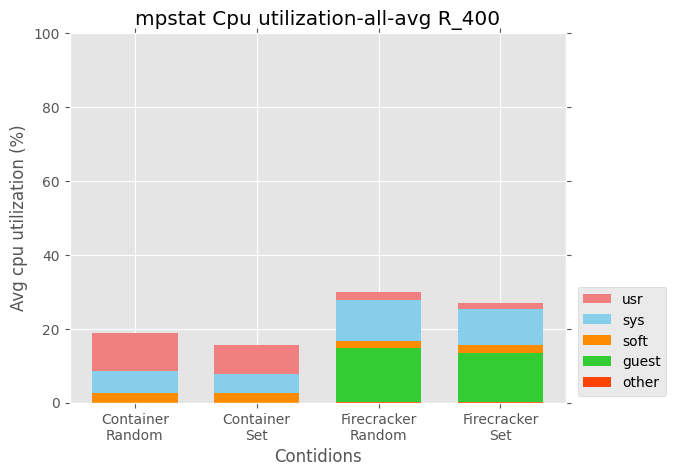 mpstat Cpu utilization-all-avg R_400
Avg cpu utilization (%)
100
80
60
40
20
0
Container
Random
Container
Set
Firecracker
Random
Firecracker
Set
Contidions
usr
sys
soft
guest
other